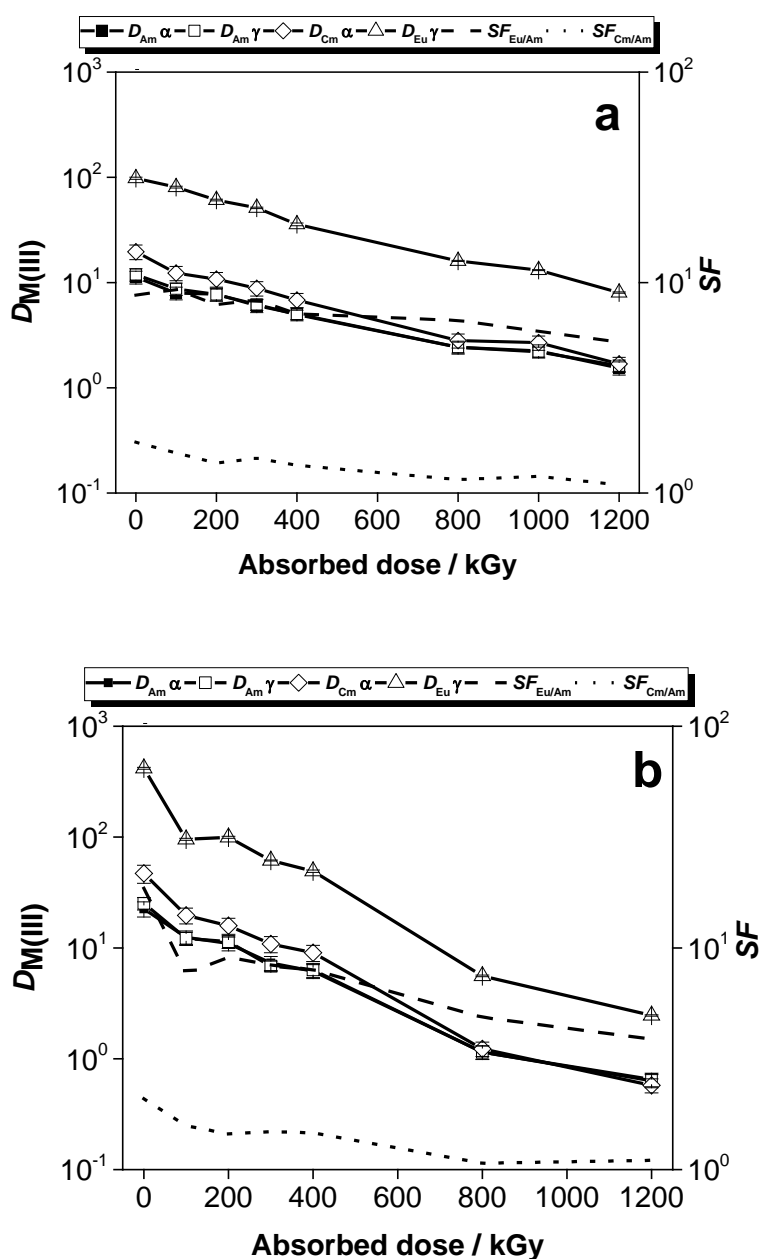 D_Am α D_Am γ D_Cm α D_Eu γ SF_Eu/Am SF_Cm/Am
a
10^3
10^2
10^1
10^0
10^-1
D_M(III)
10^2
10^1
10^0
SF
0 200 400 600 800 1000 1200
Absorbed dose / kGy
D_Am α D_Am γ D_Cm α D_Eu γ SF_Eu/Am SF_Cm/Am
b
10^3
10^2
10^1
10^0
10^-1
D_M(III)
10^2
10^1
10^0
SF
0 200 400 600 800 1000 1200
Absorbed dose / kGy